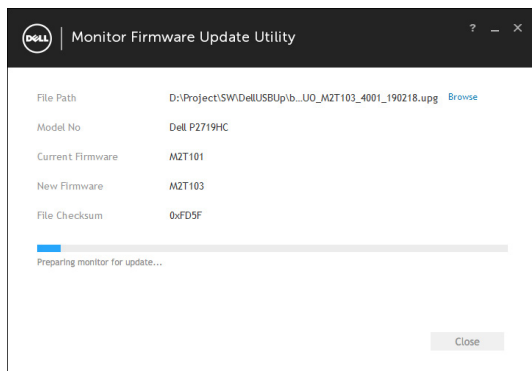 DELL Monitor Firmware Update Utility ? _ X
File Path D:\Project\SW\DellUSBUp\b...UO_M2T103_4001_190218.upg Browse
Model No Dell P2719HC
Current Firmware M2T101
New Firmware M2T103
File Checksum 0xFD5F
Preparing monitor for update...
Close